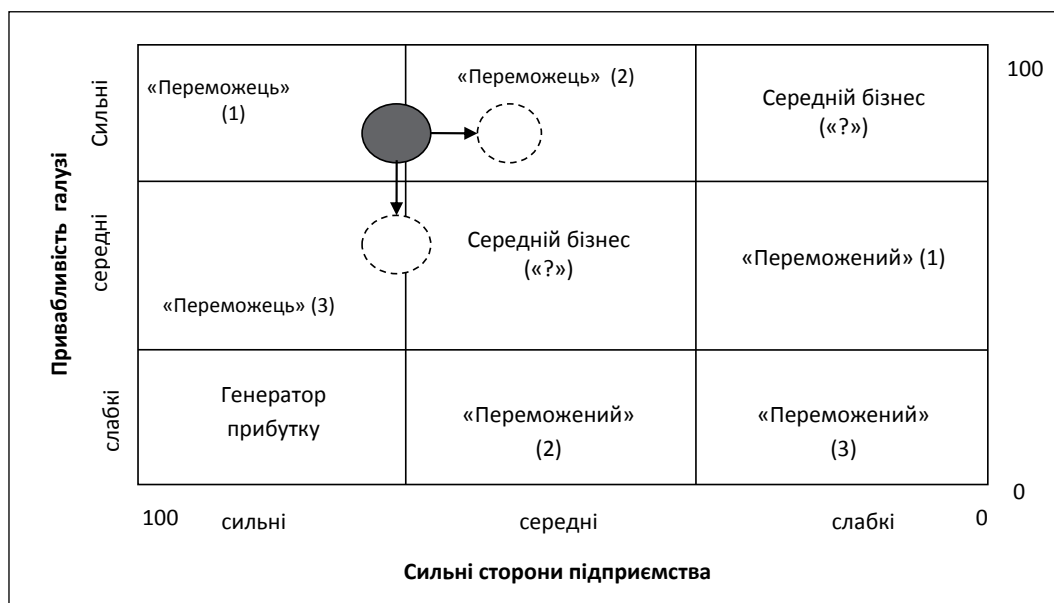 Привабливість галузі
Сильні
середні
слабкі
«Переможець»
(1)
«Переможець» (2)
Середній бізнес
(«?»)
100
«Переможець» (3)
Середній бізнес
(«?»)
«Переможений» (1)
Генератор
прибутку
«Переможений»
(2)
«Переможений»
(3)
0
100
сильні
середні
слабкі
0
Сильні сторони підприємства